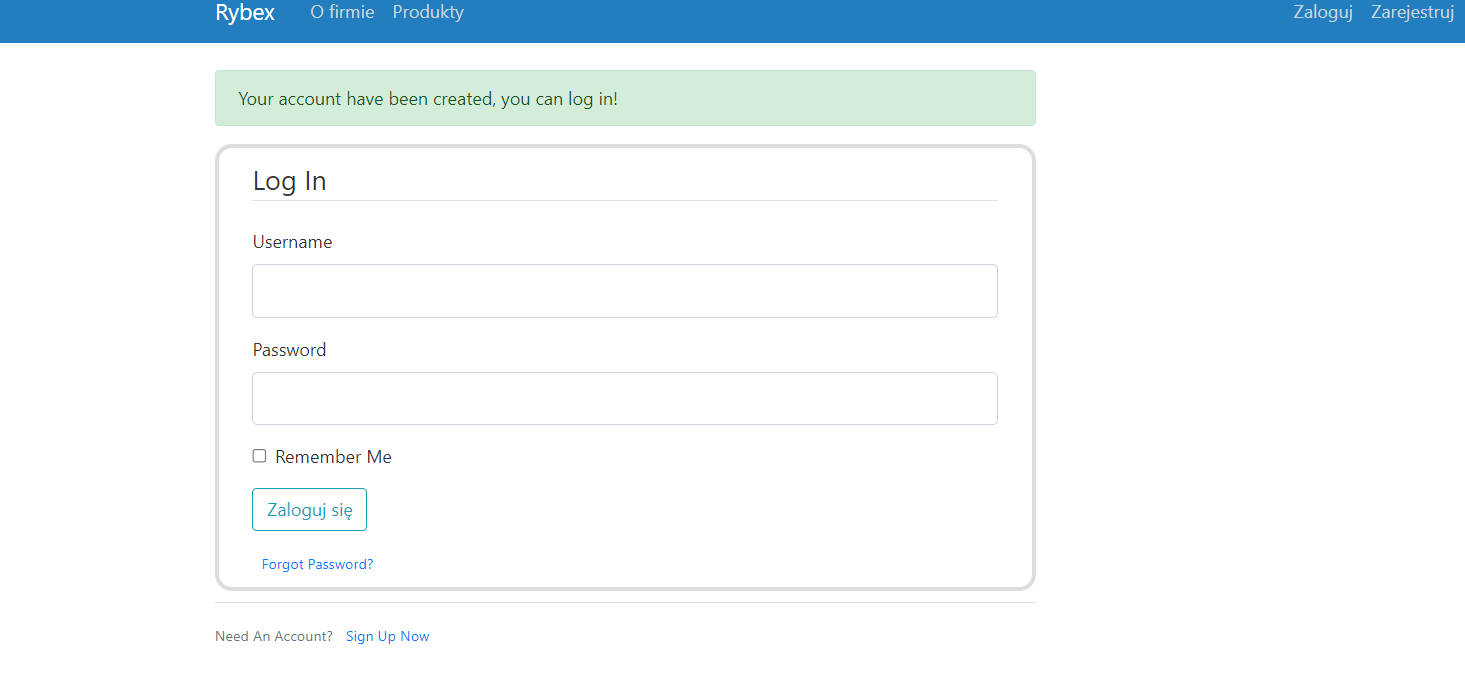 Rybex O firmie Produkty Zaloguj Zarejestruj
Your account have been created, you can log in!
Log In
Username
Password
Remember Me
Zaloguj się
Forgot Password?
Need An Account? Sign Up Now